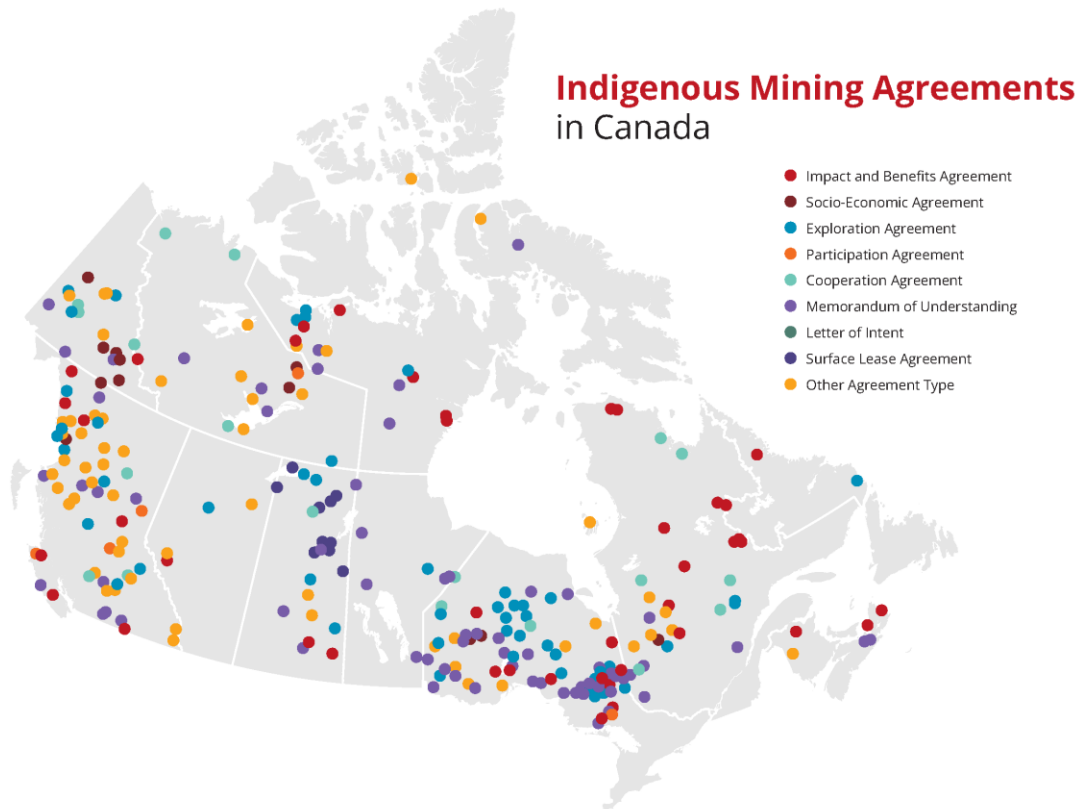 Indigenous Mining Agreements
in Canada
Impact and Benefits Agreement
Socio-Economic Agreement
Exploration Agreement
Participation Agreement
Cooperation Agreement
Memorandum of Understanding
Letter of Intent
Surface Lease Agreement
Other Agreement Type